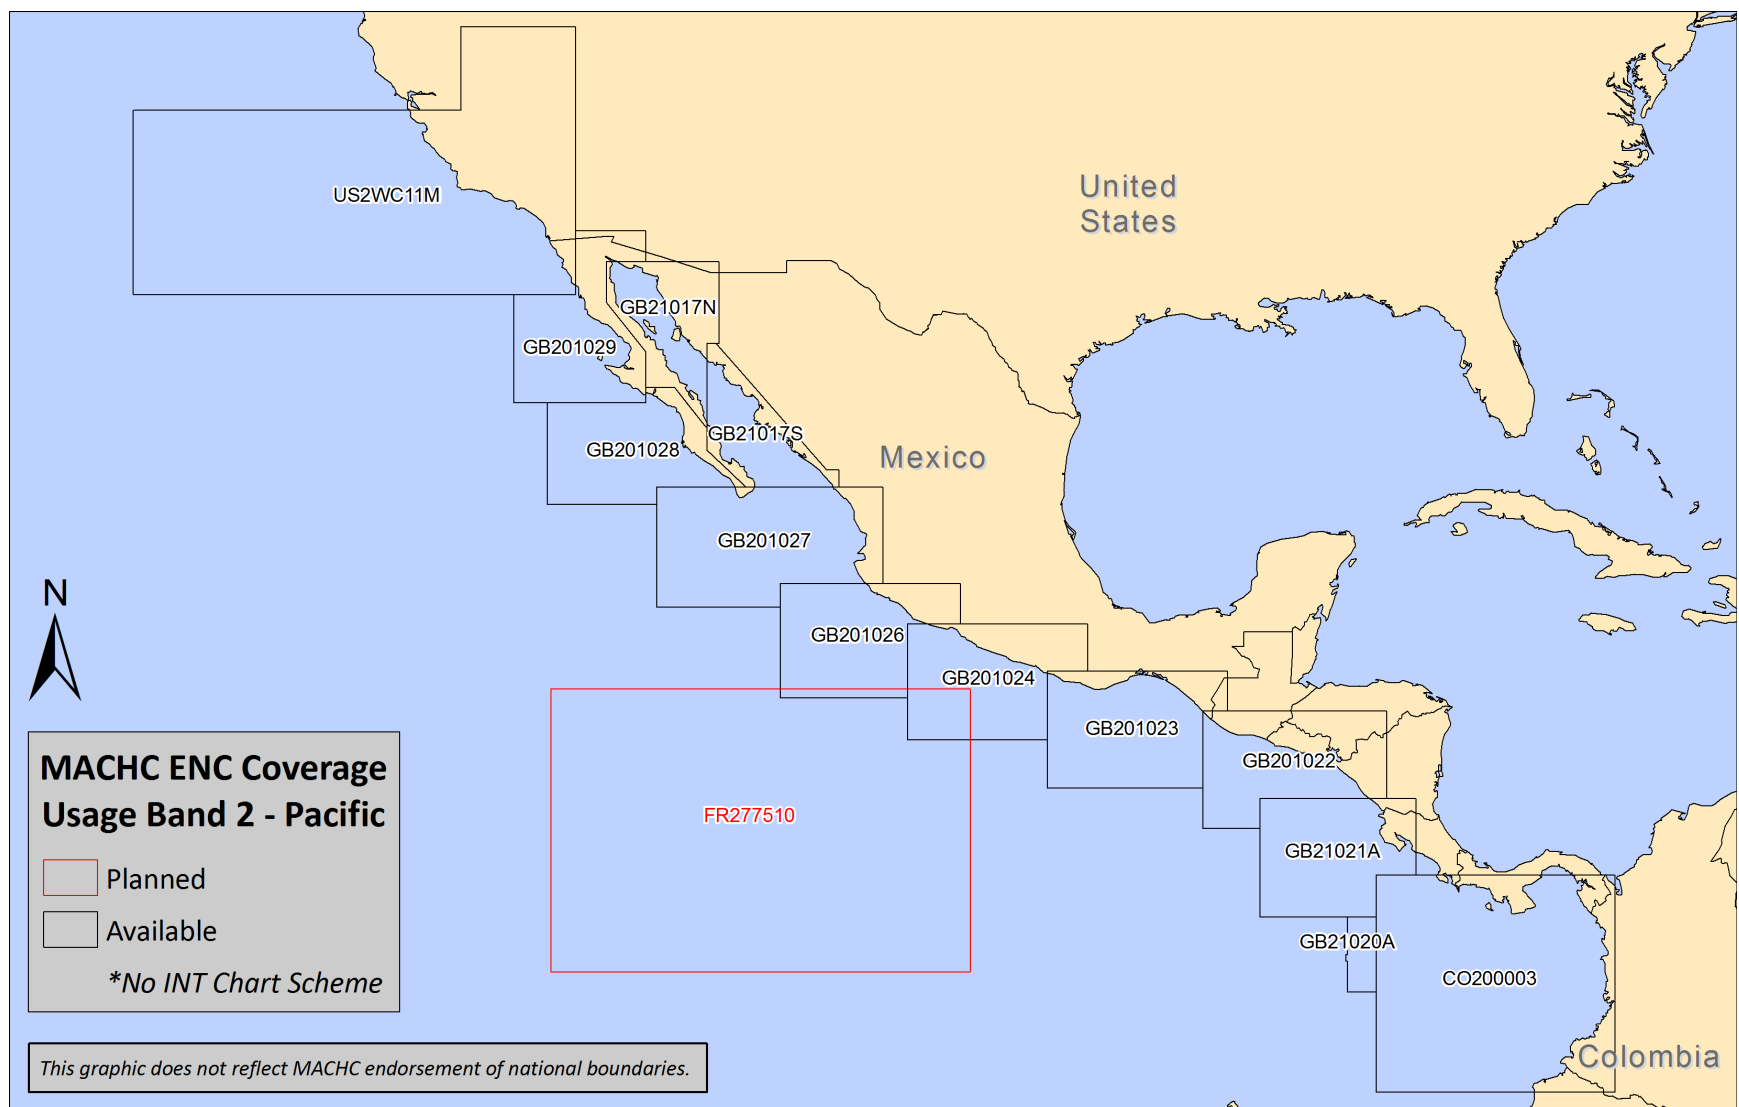 US2WC11M
United
States
GB21017N
GB201029
GB21017S
GB201028
Mexico
GB201027
N
GB201026
GB201024
GB201023
GB201022
MACHC ENC Coverage
Usage Band 2 - Pacific
Planned
Available
*No INT Chart Scheme
FR277510
GB21021A
GB21020A
CO200003
Colombia
This graphic does not reflect MACHC endorsement of national boundaries.